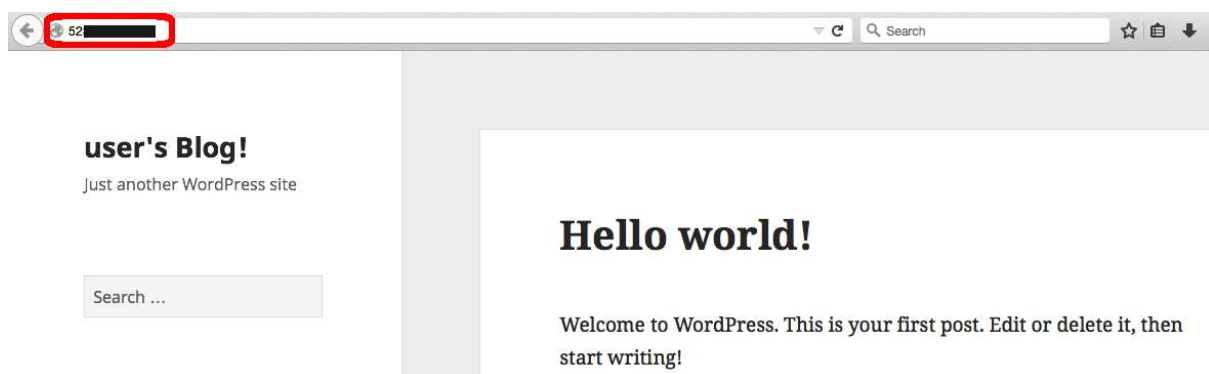 52
Search
user's Blog!
Just another WordPress site
Search ...
Hello world!
Welcome to WordPress. This is your first post. Edit or delete it, then
start writing!